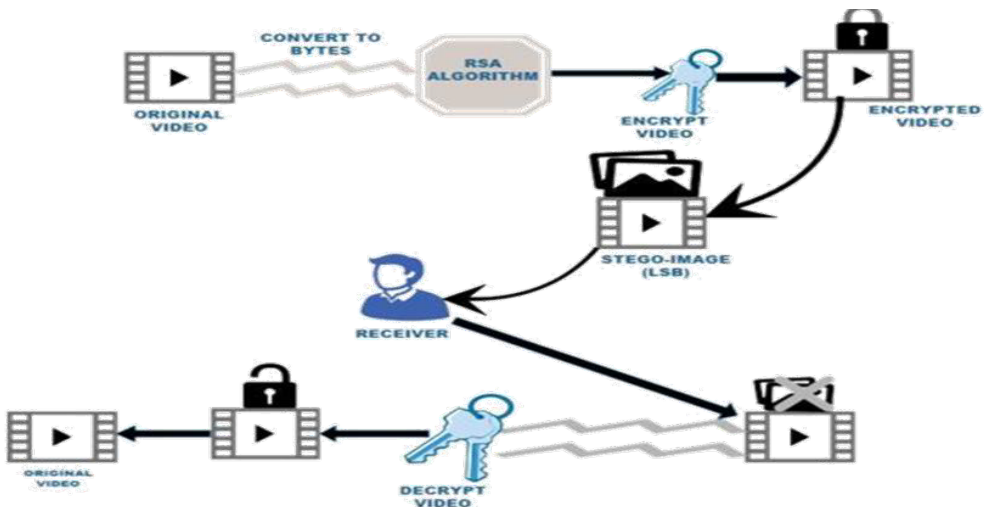 CONVERT TO
BYTES
RSA
ALGORITHM
ORIGINAL
VIDEO
ENCRYPT
VIDEO
ENCRYPTED
VIDEO
STEGO-IMAGE
(LSB)
RECEIVER
ORIGINAL
VIDEO
DECRYPT
VIDEO